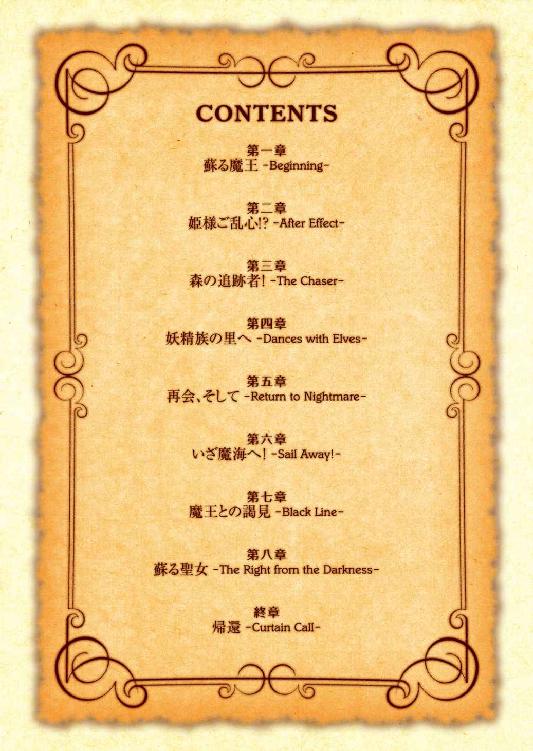 CONTENTS
第一章
蘇る魔王 -Beginning-
第二章
姫様ご乱心!? -After Effect-
第三章
森の追跡者! -The Chaser-
第四章
妖精族の里へ -Dances with Elves-
第五章
再会、そして -Return to Nightmare-
第六章
いざ魔海へ! -Sail Away!-
第七章
魔王との謁見 -Black Line-
第八章
蘇る聖女 -The Right from the Darkness-
終章
帰還 -Curtain Call-